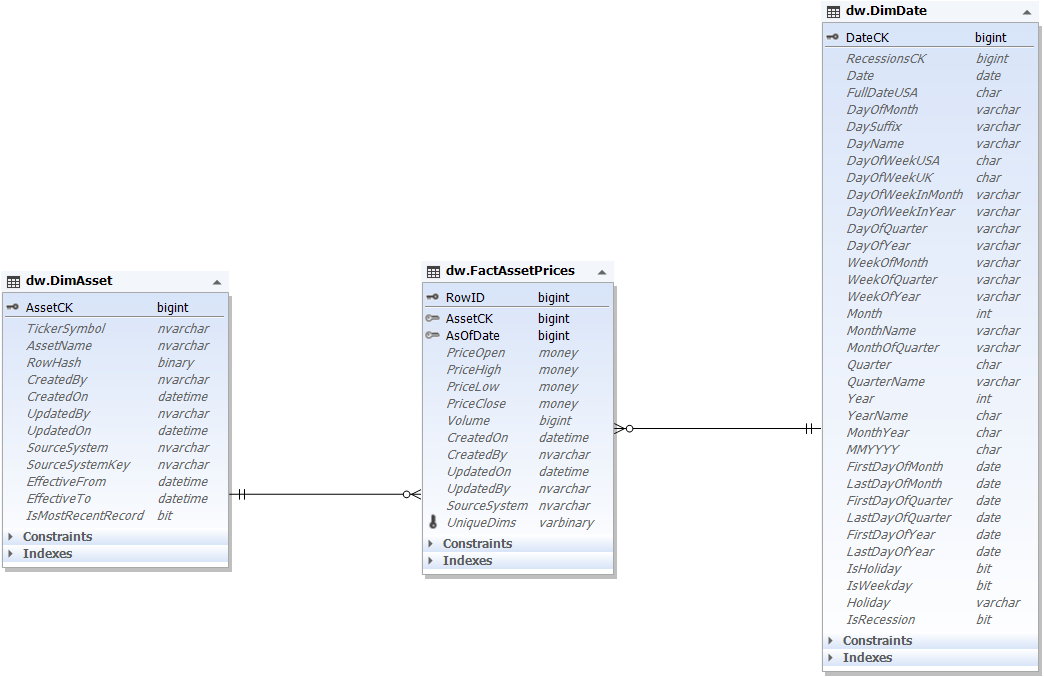 dw.DimAsset
AssetCK bigint
TickerSymbol nvarchar
AssetName nvarchar
RowHash binary
CreatedBy nvarchar
CreatedOn datetime
UpdatedBy nvarchar
UpdatedOn datetime
SourceSystem nvarchar
SourceSystemKey nvarchar
EffectiveFrom datetime
EffectiveTo datetime
IsMostRecentRecord bit
Constraints
Indexes
dw.FactAssetPrices
RowID bigint
AssetCK bigint
AsOfDate bigint
PriceOpen money
PriceHigh money
PriceLow money
PriceClose money
Volume bigint
CreatedOn datetime
CreatedBy nvarchar
UpdatedOn datetime
UpdatedBy nvarchar
SourceSystem nvarchar
UniqueDims varbinary
Constraints
Indexes
dw.DimDate
DateCK bigint
RecessionsCK bigint
Date date
FullDateUSA char
DayOfMonth varchar
DaySuffix varchar
DayName varchar
DayOfWeekUSA char
DayOfWeekUK char
DayOfWeekInMonth varchar
DayOfWeekInYear varchar
DayOfQuarter varchar
DayOfYear varchar
WeekOfMonth varchar
WeekOfQuarter varchar
WeekOfYear varchar
Month int
MonthName varchar
MonthOfQuarter varchar
Quarter char
QuarterName varchar
Year int
YearName char
MonthYear char
MMYYYY char
FirstDayOfMonth date
LastDayOfMonth date
FirstDayOfQuarter date
LastDayOfQuarter date
FirstDayOfYear date
LastDayOfYear date
IsHoliday bit
IsWeekday bit
Holiday varchar
IsRecession bit
Constraints
Indexes